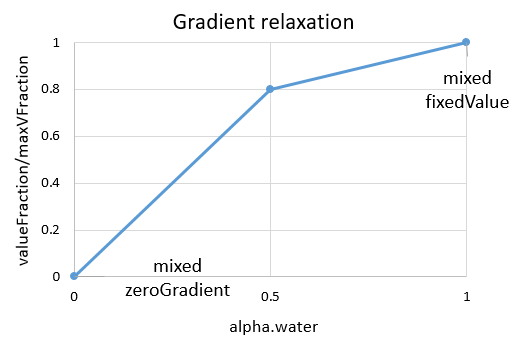 Gradient relaxation
valueFraction/maxVFraction
1
0.8
0.6
0.4
0.2
0
mixed
fixedValue
mixed
zeroGradient
0
0.5
1
alpha.water